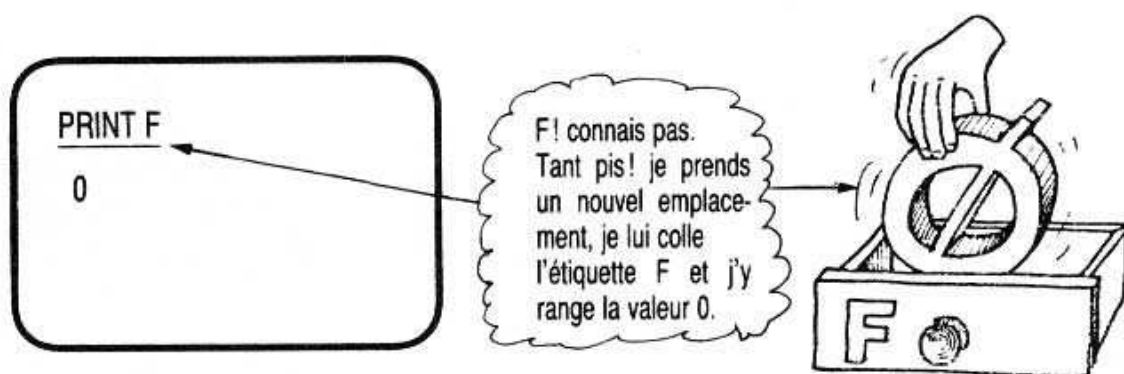 PRINT F
0
F! connais pas.
Tant pis! je prends
un nouvel emplace-
ment, je lui colle
l'étiquette F et j'y
range la valeur 0.
F